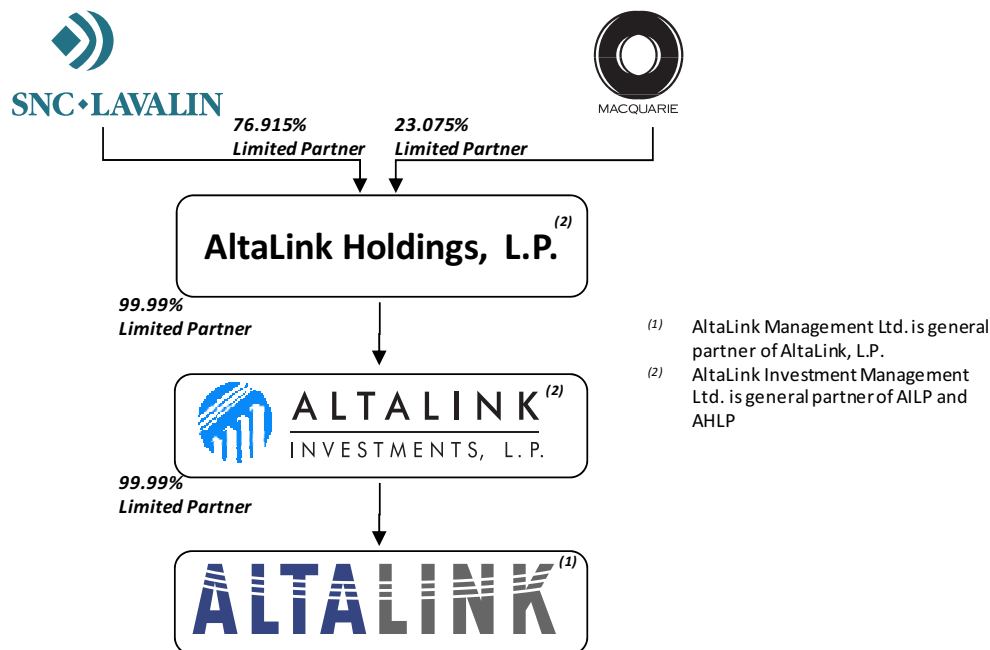 SNC•LAVALIN
MACQUARIE
76.915%
Limited Partner
23.075%
Limited Partner
AltaLink Holdings, L.P.(2)
99.99%
Limited Partner
ALTALINK(2)
INVESTMENTS, L.P.
99.99%
Limited Partner
ALTALINK(1)
(1) AltaLink Management Ltd. is general
partner of AltaLink, L.P.
(2) AltaLink Investment Management
Ltd. is general partner of AILP and
AHLP